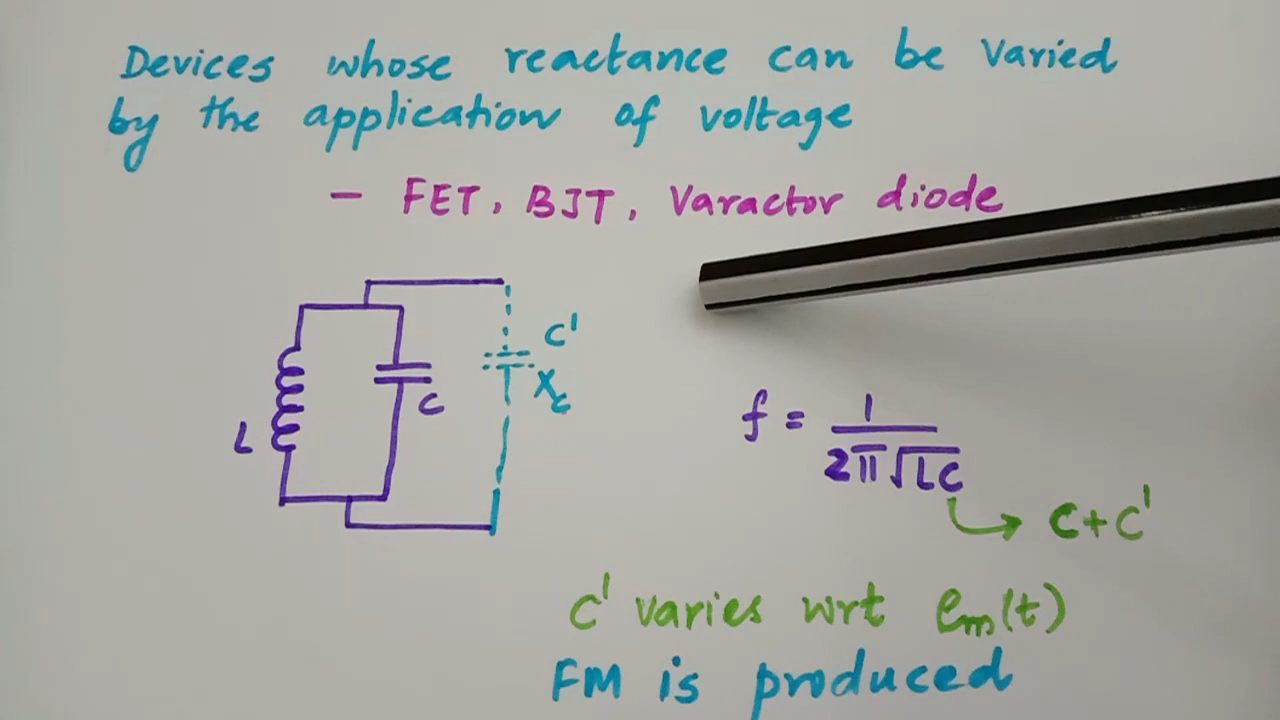 Devices whose reactance can be varied
by the application of voltage
- FET, BJT, Varactor diode
L
C
C'
Xc
f = 1 / 2π√LC
C+C'
C' varies wrt em(t)
FM is produced